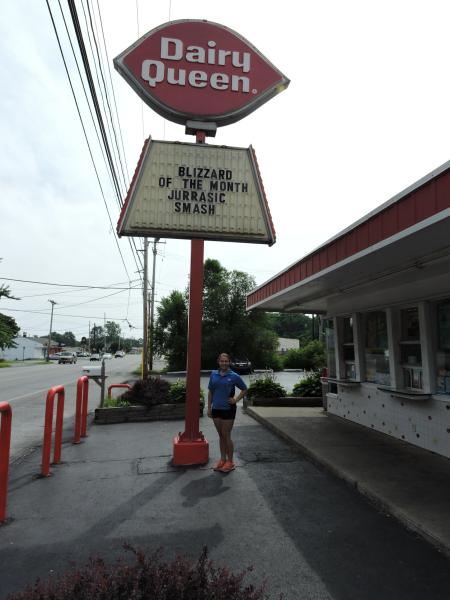 Dairy
Queen®
BLIZZARD
OF THE MONTH
JURRASIC
SMASH